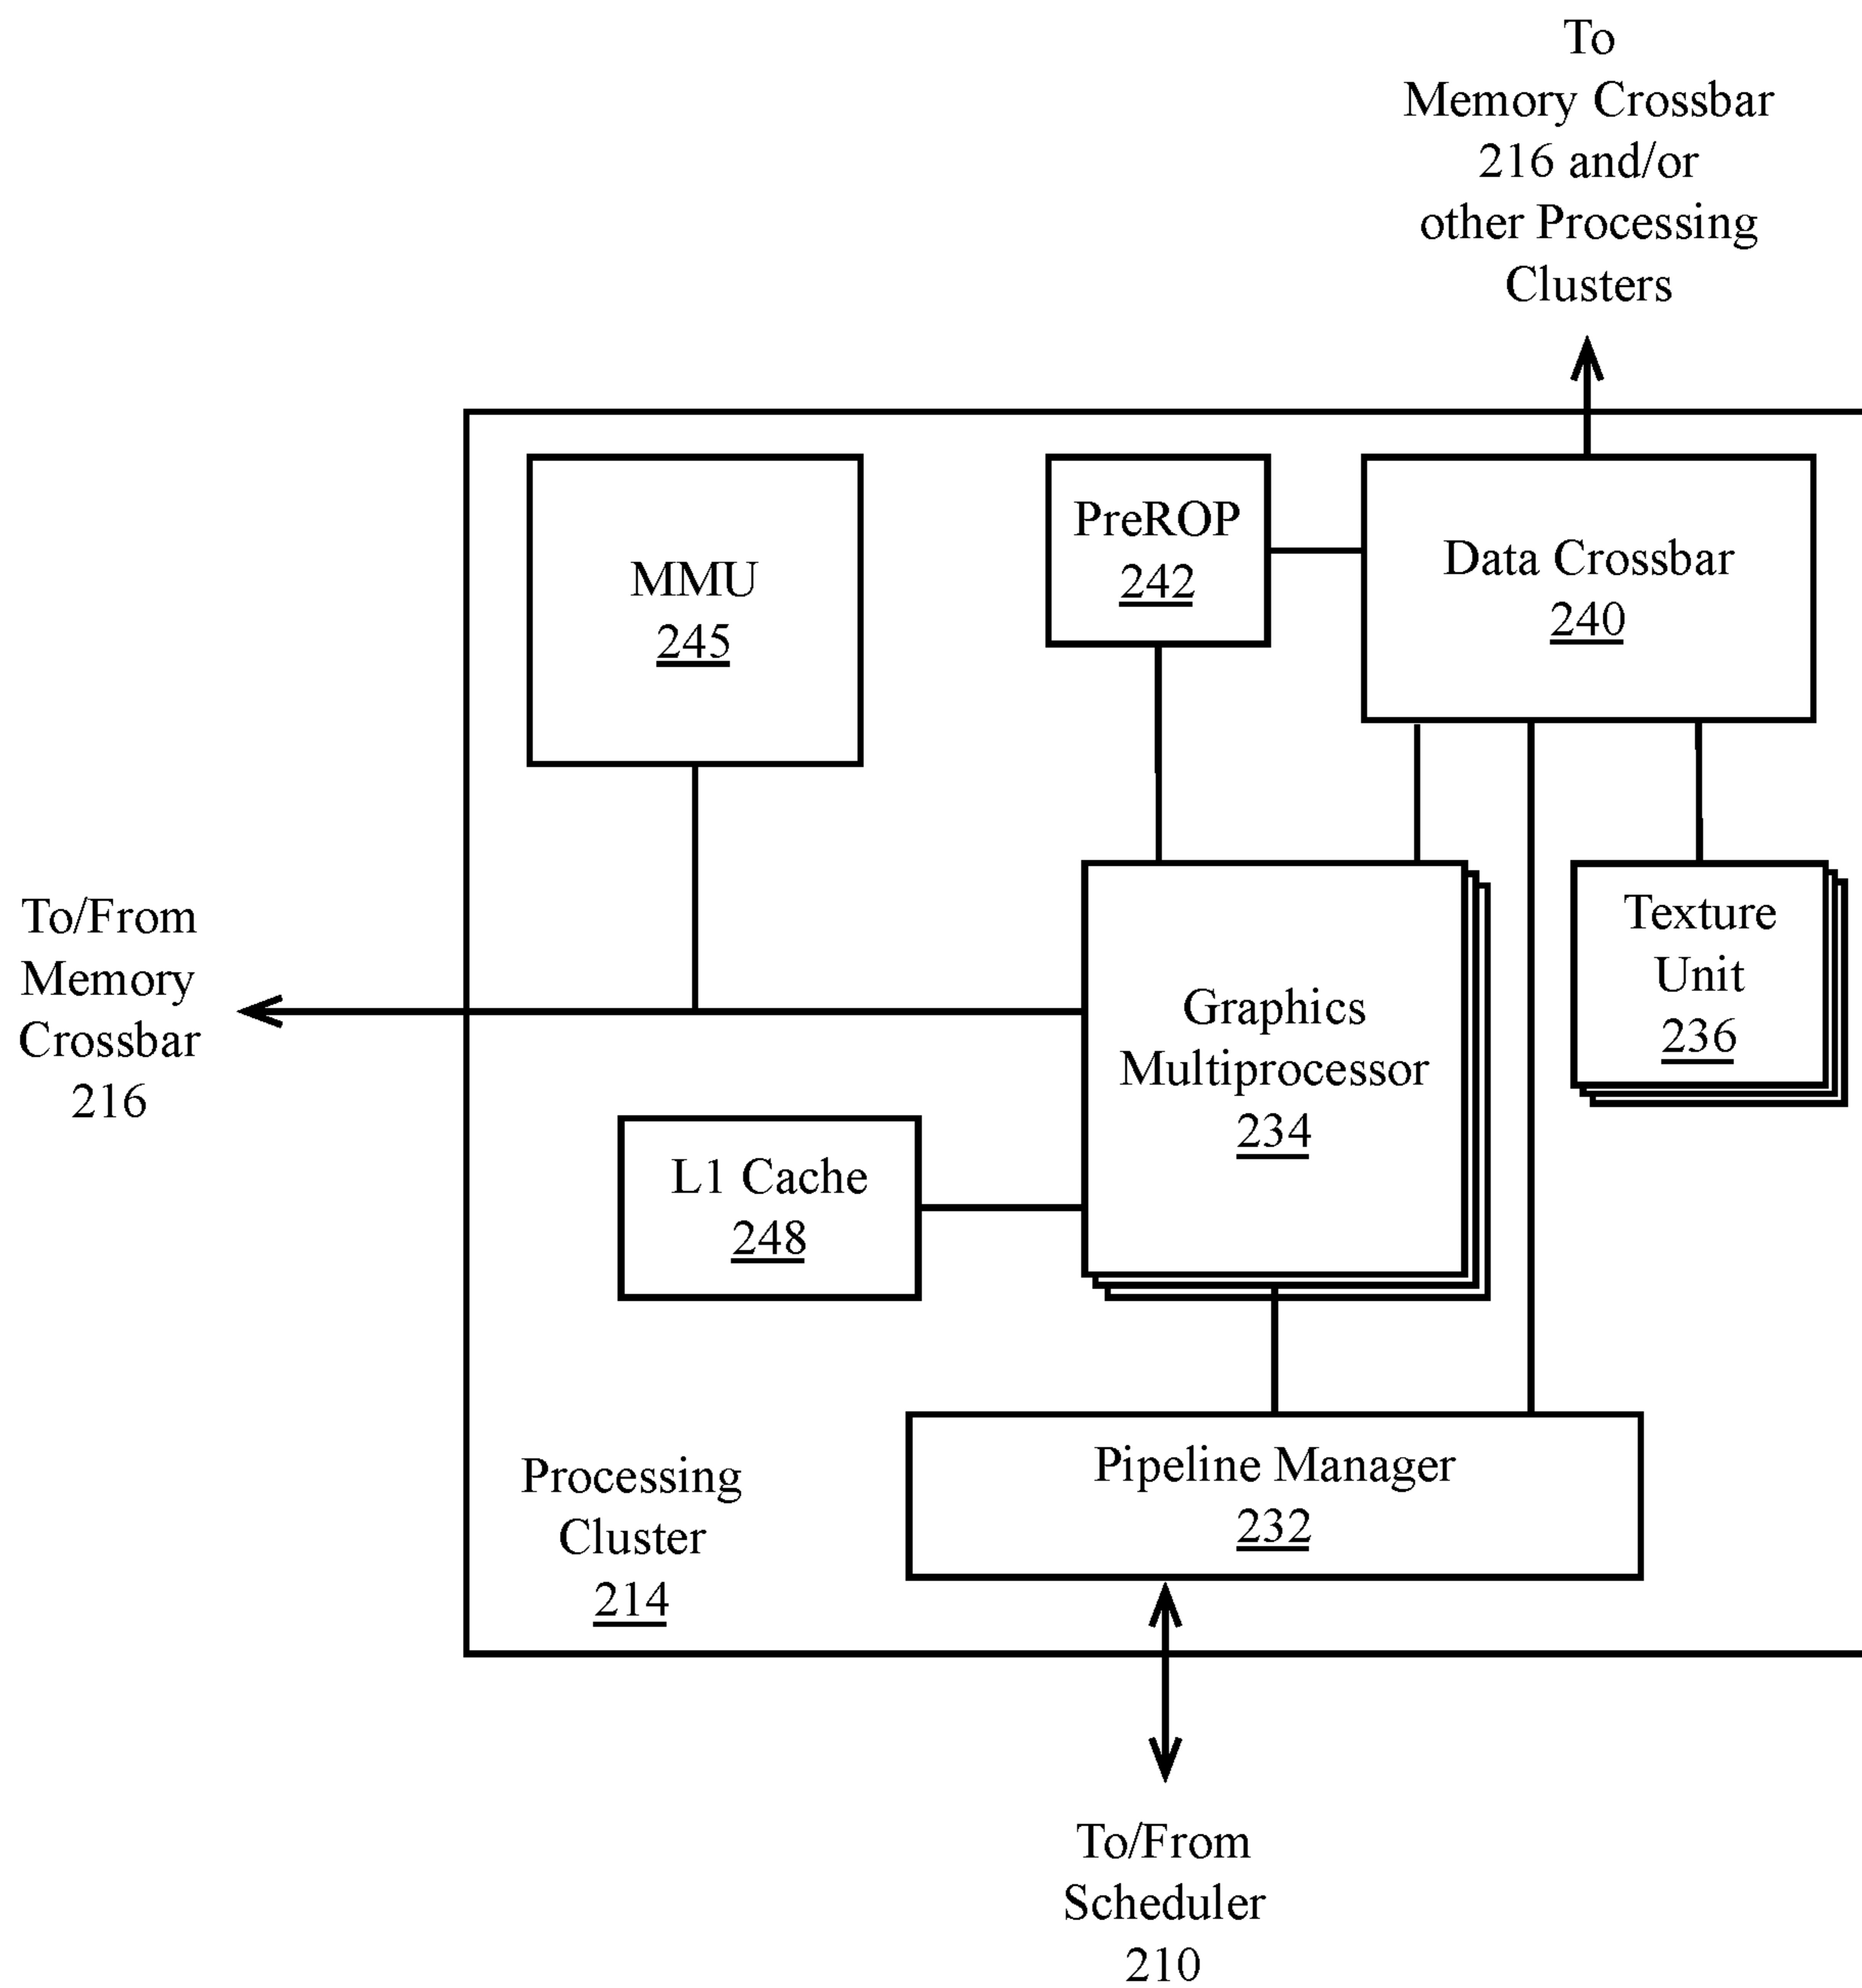 To
Memory Crossbar
216 and/or
other Processing
Clusters
MMU
245
PreROP
242
Data Crossbar
240
To/From
Memory
Crossbar
216
Graphics
Multiprocessor
234
Texture
Unit
236
L1 Cache
248
Processing
Cluster
214
Pipeline Manager
232
To/From
Scheduler
210